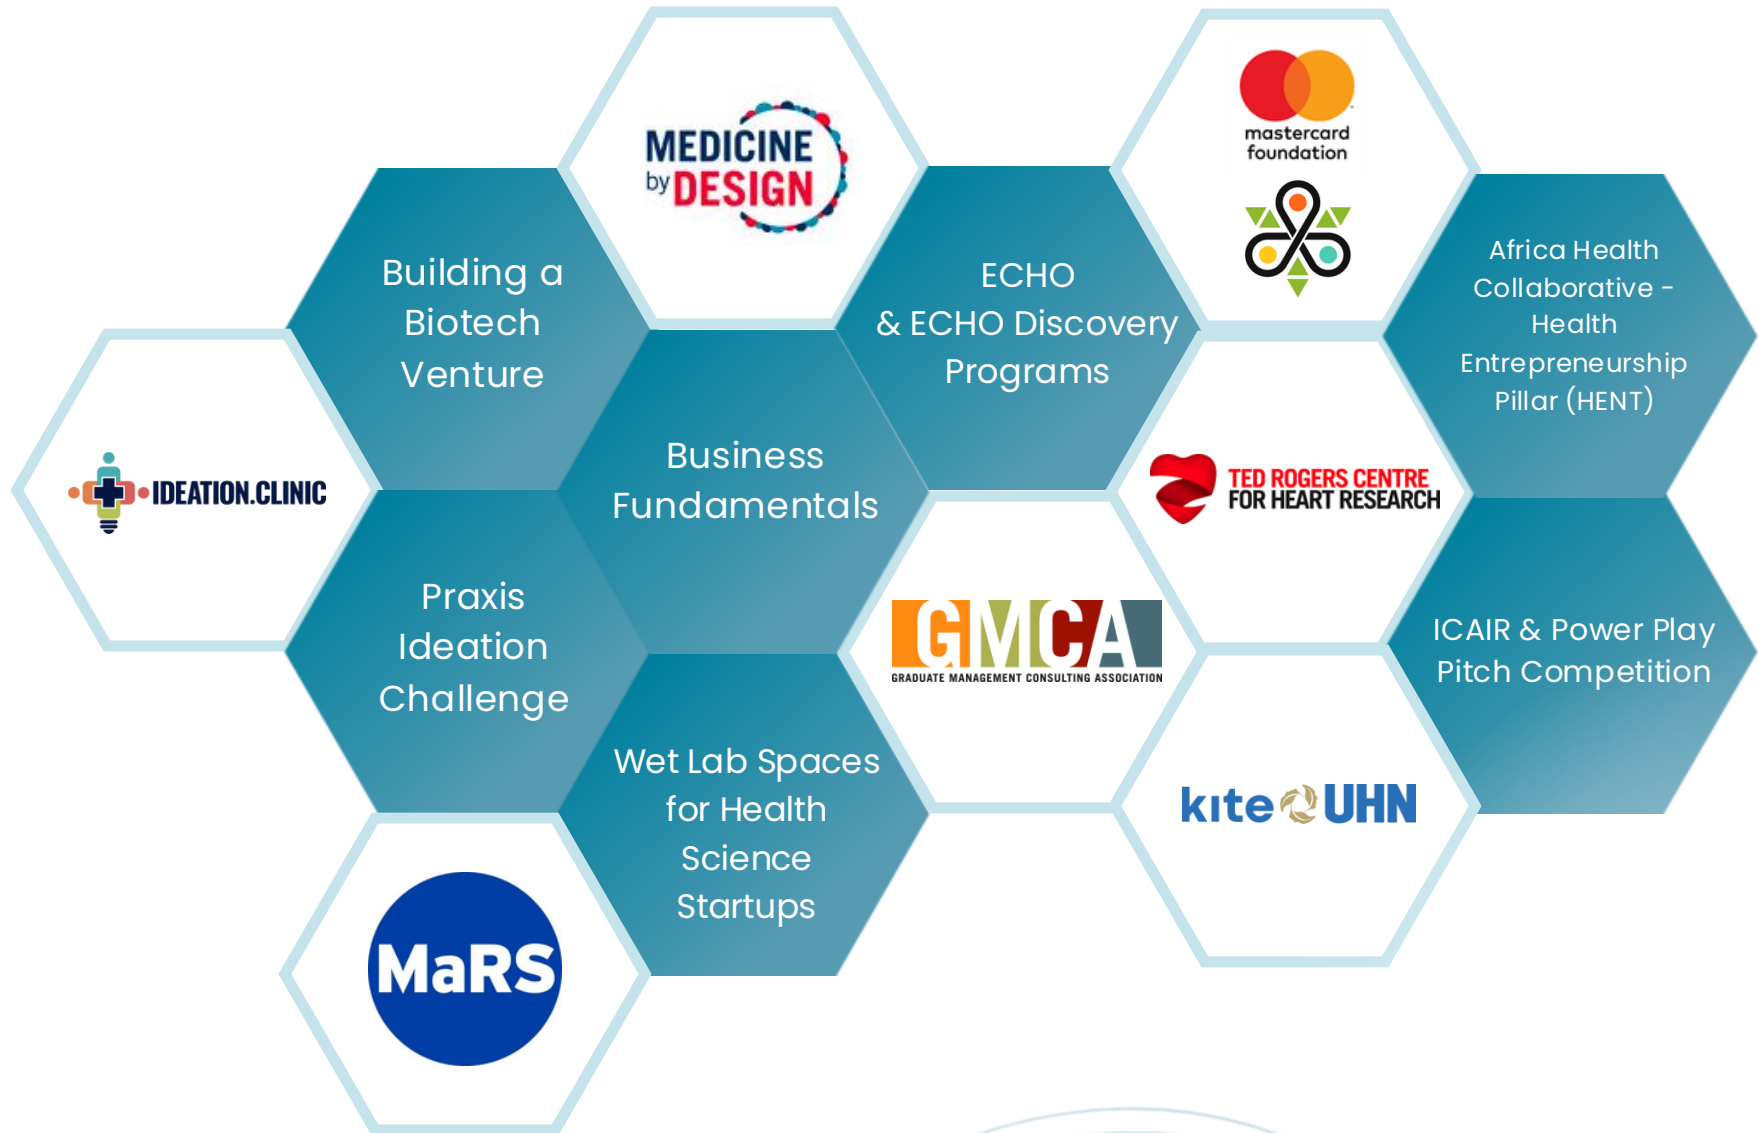 MEDICINE
by DESIGN
mastercard
foundation
Building a
Biotech
Venture
ECHO
& ECHO Discovery
Programs
Africa Health
Collaborative -
Health
Entrepreneurship
Pillar (HENT)
IDEATION.CLINIC
Business
Fundamentals
TED ROGERS CENTRE
FOR HEART RESEARCH
Praxis
Ideation
Challenge
GMCA
GRADUATE MANAGEMENT CONSULTING ASSOCIATION
ICAIR & Power Play
Pitch Competition
Wet Lab Spaces
for Health
Science
Startups
kite UHN
MaRS